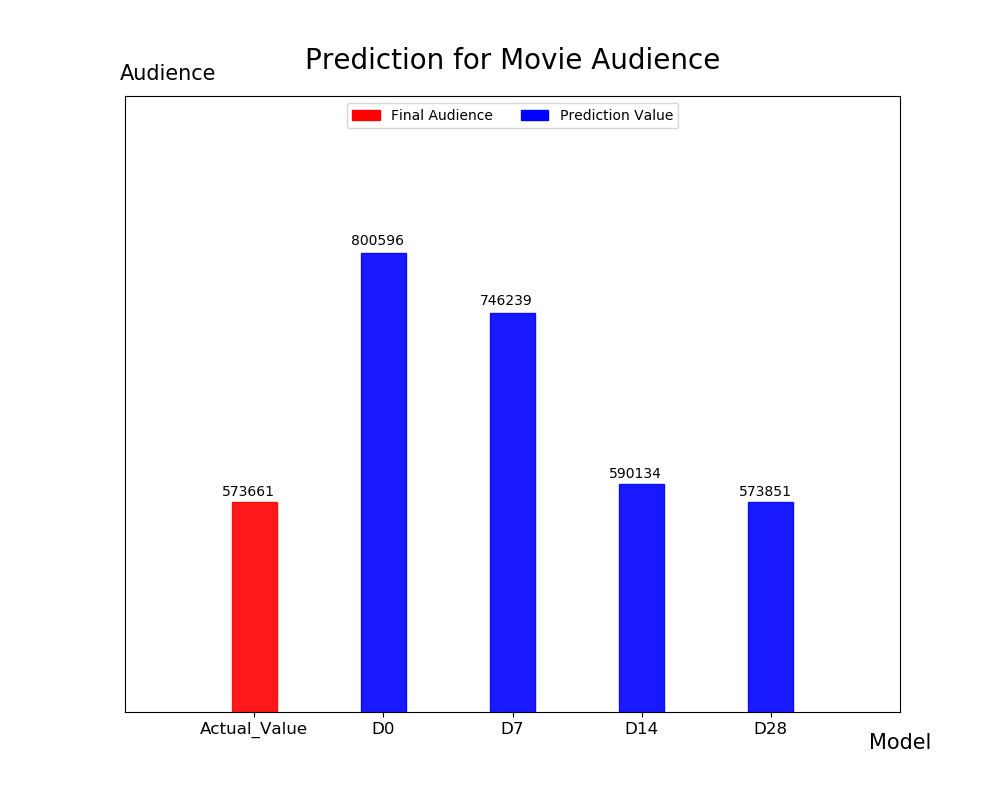 Prediction for Movie Audience
Audience
Final Audience Prediction Value
800596
746239
590134
573661
573851
Actual_Value D0 D7 D14 D28
Model